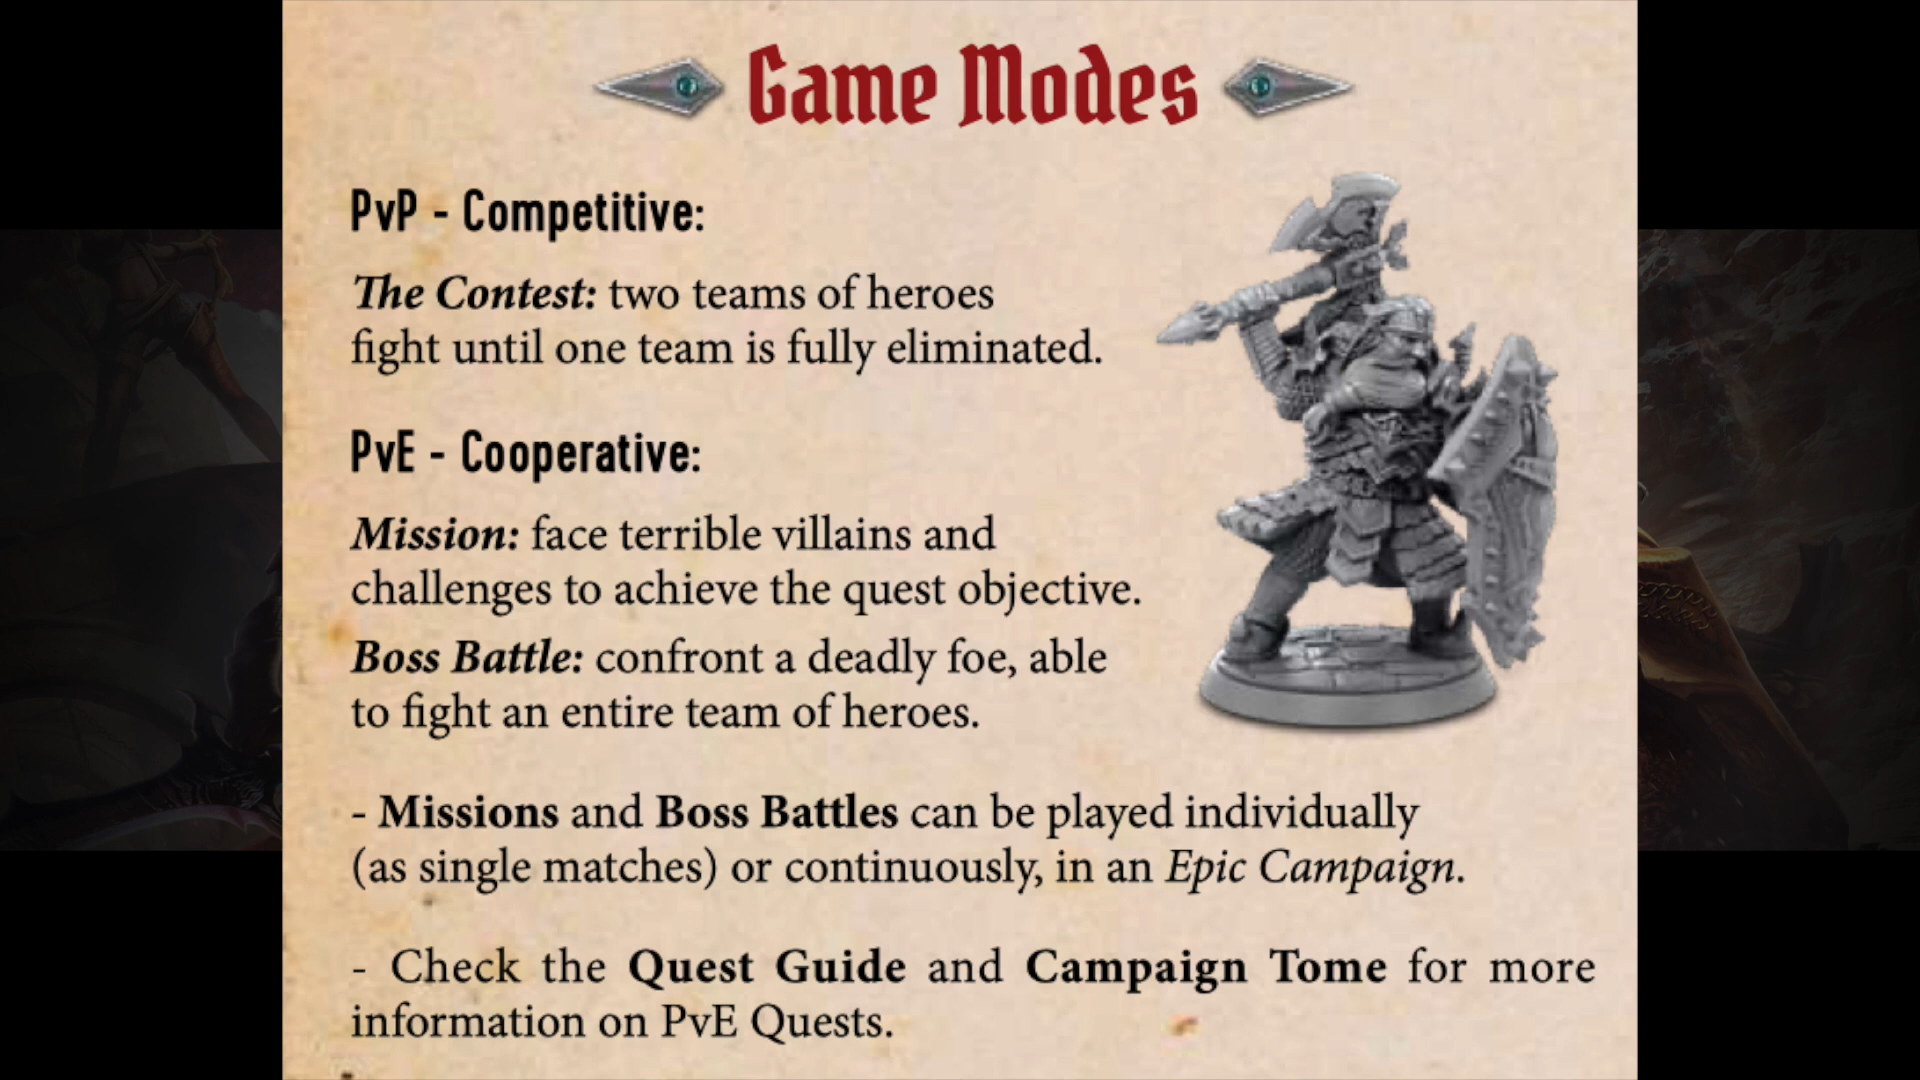 Game Modes
PvP - Competitive:
The Contest: two teams of heroes
fight until one team is fully eliminated.
PvE - Cooperative:
Mission: face terrible villains and
challenges to achieve the quest objective.
Boss Battle: confront a deadly foe, able
to fight an entire team of heroes.
- Missions and Boss Battles can be played individually
(as single matches) or continuously, in an Epic Campaign.
- Check the Quest Guide and Campaign Tome for more
information on PvE Quests.